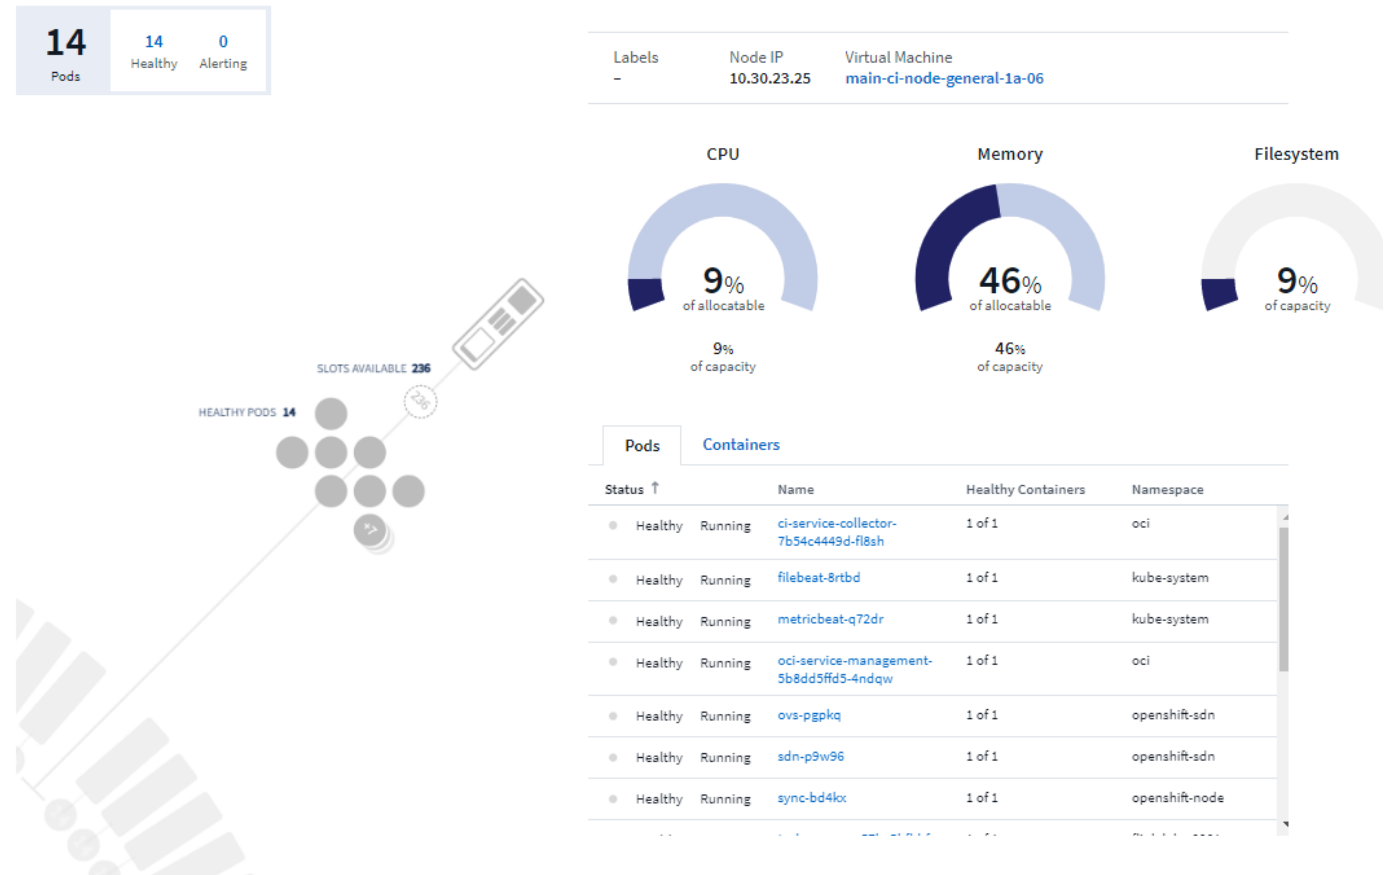 14
Pods
14
Healthy
0
Alerting
Labels
–
Node IP
10.30.23.25
Virtual Machine
main-ci-node-general-1a-06
CPU
9%
of allocatable
9%
of capacity
Memory
46%
of allocatable
46%
of capacity
Filesystem
9%
of capacity
SLOTS AVAILABLE 236
236
HEALTHY PODS 14
+7
Pods Containers
Status ↑ Name Healthy Containers Namespace
Healthy Running ci-service-collector-
7b54c4449d-fl8sh 1 of 1 oci
Healthy Running filebeat-8rtbd 1 of 1 kube-system
Healthy Running metricbeat-q72dr 1 of 1 kube-system
Healthy Running oci-service-management-
5b8dd5ffd5-4ndqw 1 of 1 oci
Healthy Running ovs-pgpkq 1 of 1 openshift-sdn
Healthy Running sdn-p9w96 1 of 1 openshift-sdn
Healthy Running sync-bd4kx 1 of 1 openshift-node